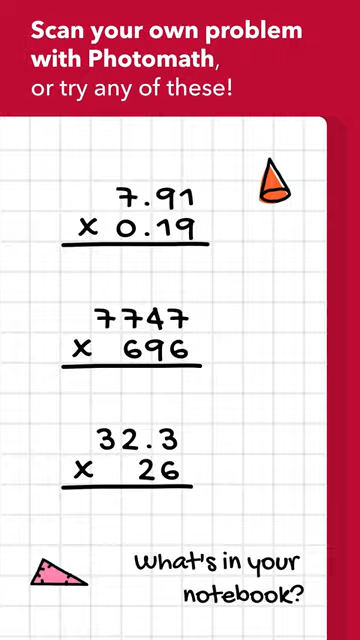 Scan your own problem
with Photomath,
or try any of these!
7.91
x 0.19
7747
x 696
32.3
x 26
What's in your
notebook?